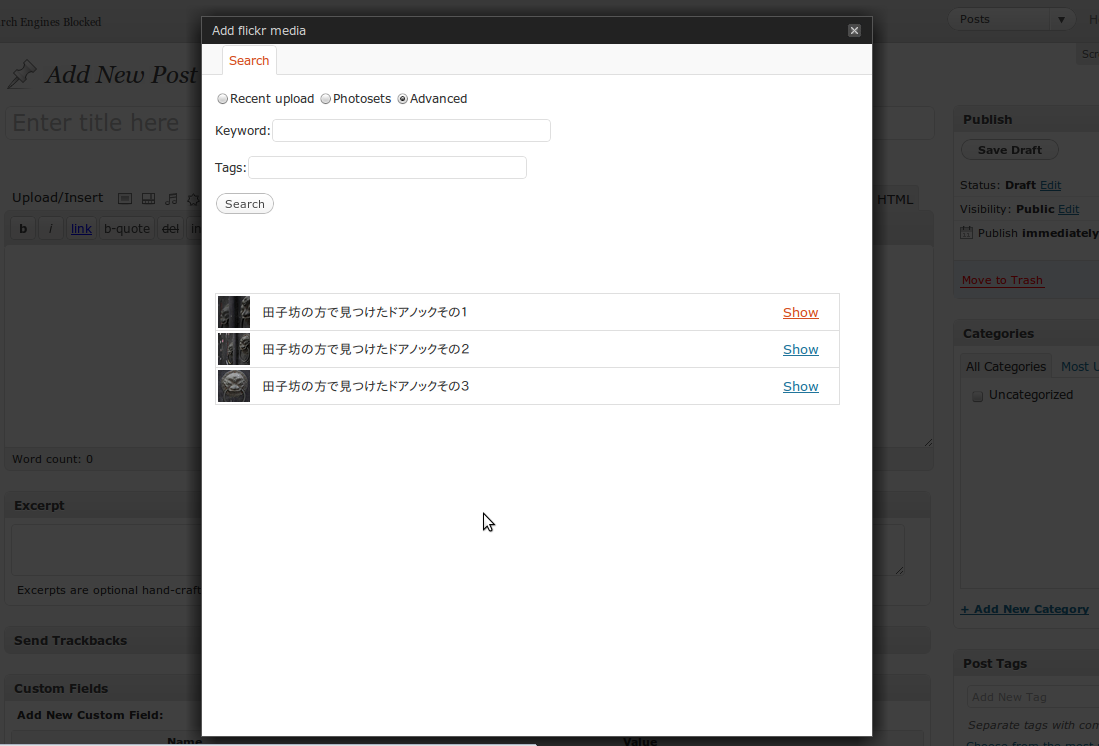 rch Engines Blocked
Posts
Add New Post
Add flickr media
Search
Recent upload Photosets Advanced
Keyword:
Tags:
Search
田子坊の方で見つけたドアノックその1 Show
田子坊の方で見つけたドアノックその2 Show
田子坊の方で見つけたドアノックその3 Show
Enter title here
Upload/Insert
HTML
b i link b-quote del in
Word count: 0
Excerpt
Excerpts are optional hand-craft
Send Trackbacks
Custom Fields
Add New Custom Field:
Name Value
Scr
Publish
Save Draft
Status: Draft Edit
Visibility: Public Edit
Publish immediately
Move to Trash
Categories
All Categories Most U
Uncategorized
+ Add New Category
Post Tags
Add New Tag
Separate tags with con